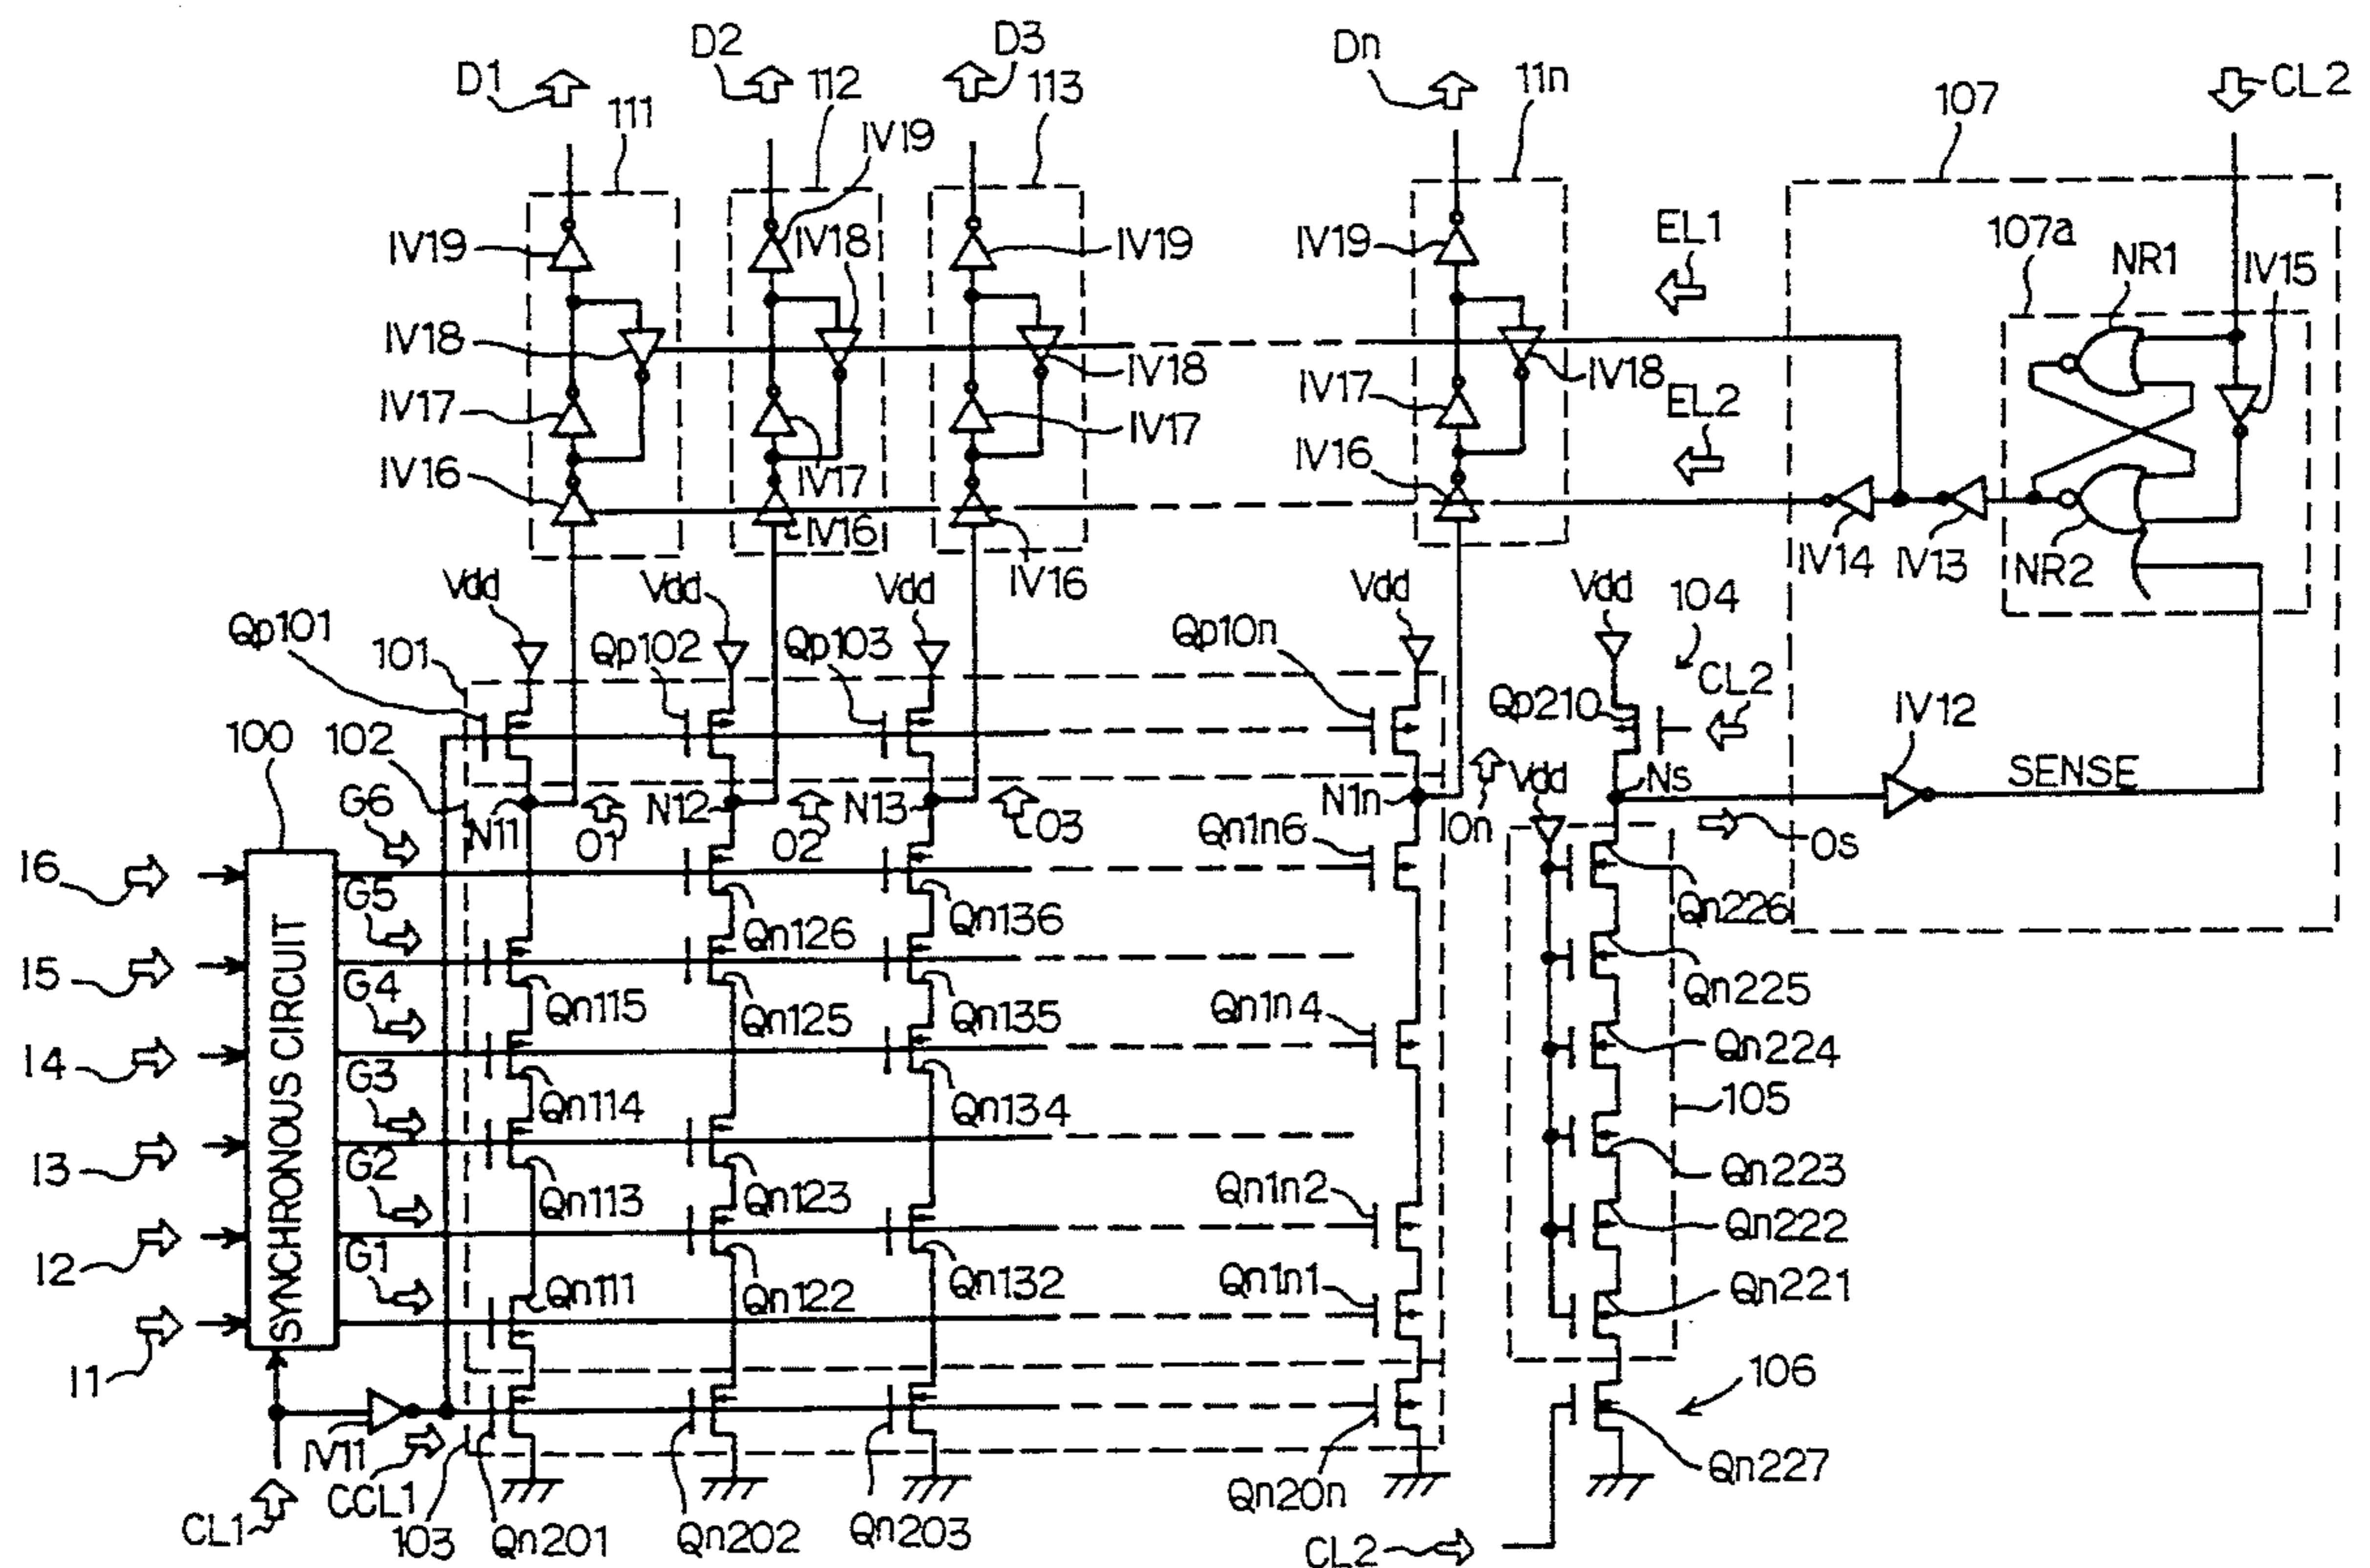 D1
D2
D3
Dn
CL2
111
112
113
11n
107
IV19
IV19
IV19
IV19
EL1
107a
NR1
IV15
IV18
IV18
IV18
IV18
IV17
IV17
IV17
IV17
EL2
IV16
IV16
IV16
IV16
IV14
IV13
NR2
Vdd
Vdd
Vdd
Vdd
Vdd
104
Qp101
101
Qp102
Qp103
Qp10n
CL2
Qp210
IV12
100
102
G6
N11
O1
N12
O2
N13
O3
N1n
On
Vdd
Ns
SENSE
Os
I6
Qn126
Qn136
Qn1n6
Qn226
G5
I5
Qn115
Qn125
Qn135
Qn225
G4
I4
Qn114
Qn134
Qn1n4
Qn224
SYNCHRONOUS CIRCUIT
G3
I3
Qn113
Qn123
105
Qn223
G2
I2
Qn122
Qn132
Qn1n2
Qn222
G1
I1
Qn111
Qn1n1
Qn221
106
IV11
CCL1
CL1
103
Qn201
Qn202
Qn203
Qn20n
Qn227
CL2